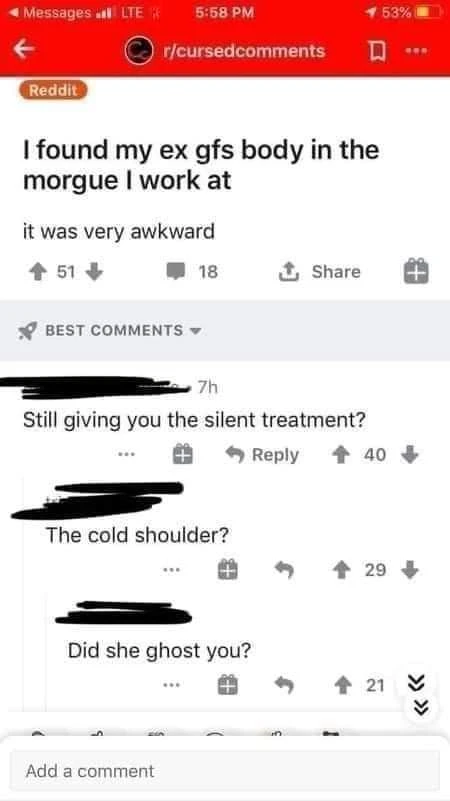 Messages LTE 5:58 PM 53%
r/cursedcomments
Reddit
I found my ex gfs body in the
morgue I work at
it was very awkward
51 18 Share
BEST COMMENTS
7h
Still giving you the silent treatment?
... Reply 40
The cold shoulder?
... 29
Did she ghost you?
... 21
Add a comment